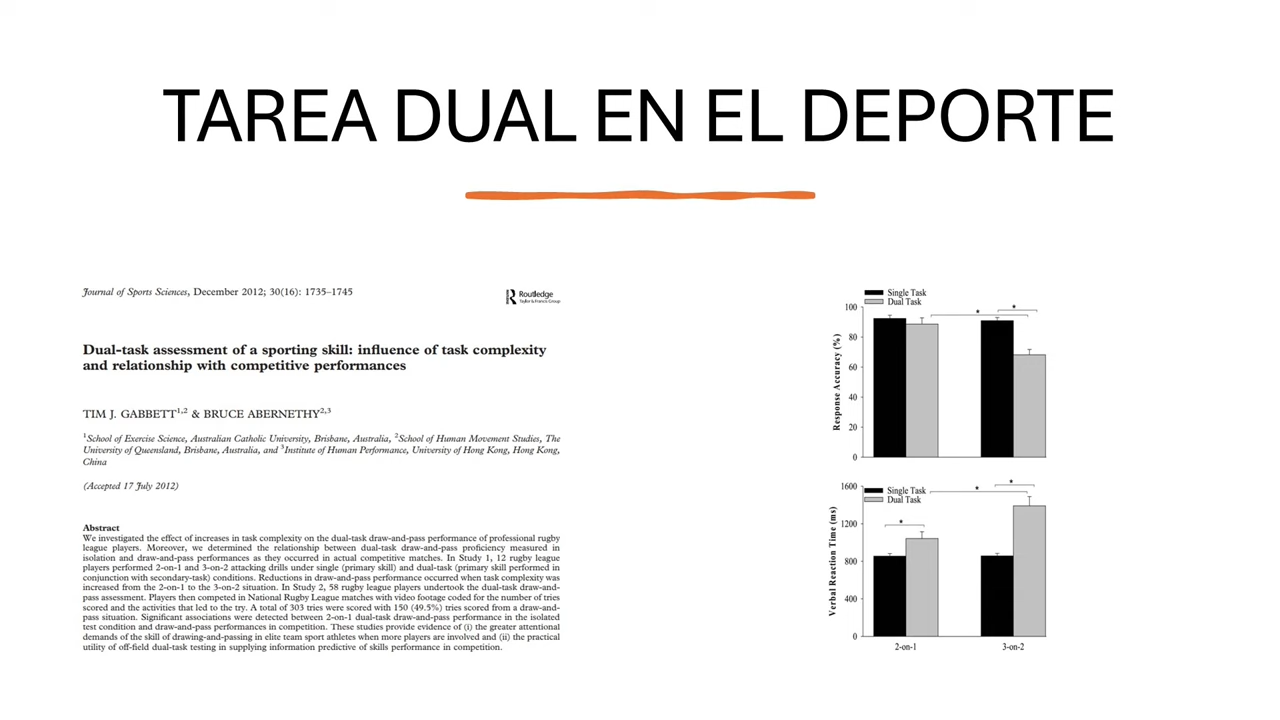 TAREA DUAL EN EL DEPORTE
Journal of Sports Sciences, December 2012; 30(16): 1735–1745
Routledge
Taylor & Francis Group
Dual-task assessment of a sporting skill: influence of task complexity
and relationship with competitive performances
TIM J. GABBETT1,2 & BRUCE ABERNETHY2,3
1School of Exercise Science, Australian Catholic University, Brisbane, Australia, 2School of Human Movement Studies, The
University of Queensland, Brisbane, Australia, and 3Institute of Human Performance, University of Hong Kong, Hong Kong,
China
(Accepted 17 July 2012)
Abstract
We investigated the effect of increases in task complexity on the dual-task draw-and-pass performance of professional rugby
league players. Moreover, we determined the relationship between dual-task draw-and-pass proficiency measured in
isolation and draw-and-pass performances as they occurred in actual competitive matches. In Study 1, 12 rugby league
players performed 2-on-1 and 3-on-2 attacking drills under single (primary skill) and dual-task (primary skill performed in
conjunction with secondary-task) conditions. Reductions in draw-and-pass performance occurred when task complexity was
increased from the 2-on-1 to the 3-on-2 situation. In Study 2, 58 rugby league players undertook the dual-task draw-and-
pass assessment. Players then competed in National Rugby League matches with video footage coded for the number of tries
scored and the activities that led to the try. A total of 303 tries were scored with 150 (49.5%) tries scored from a draw-and-
pass situation. Significant associations were detected between 2-on-1 dual-task draw-and-pass performance in the isolated
test condition and draw-and-pass performances in competition. These studies provide evidence of (i) the greater attentional
demands of the skill of drawing-and-passing in elite team sport athletes when more players are involved and (ii) the practical
utility of off-field dual-task testing in supplying information predictive of skills performance in competition.
Single Task
Dual Task
*
*
Response Accuracy (%)
100
80
60
40
20
0
Single Task
Dual Task
*
*
*
Verbal Reaction Time (ms)
1600
1200
800
400
0
2-on-1
3-on-2